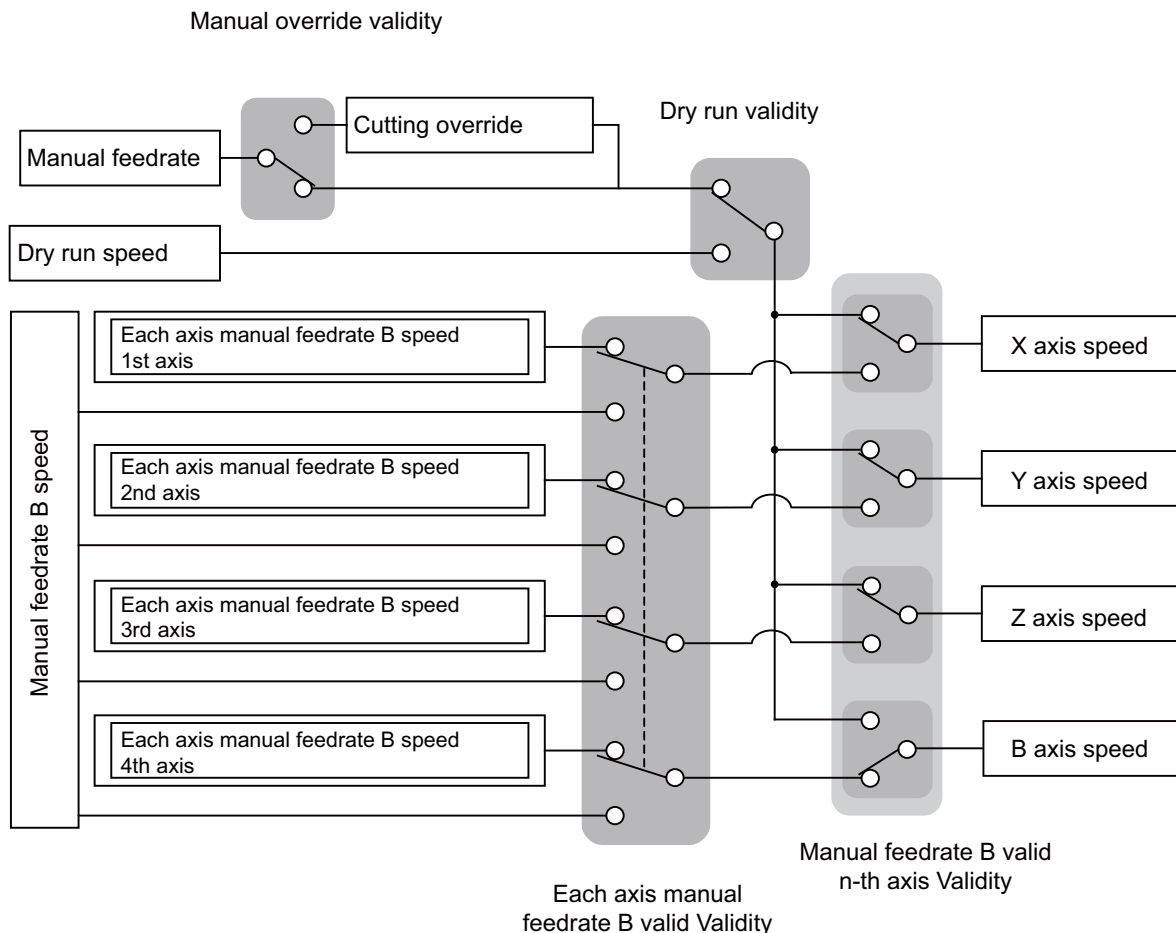 Manual override validity
Cutting override
Dry run validity
Manual feedrate
Dry run speed
Manual feedrate B speed
Each axis manual feedrate B speed
1st axis
X axis speed
Each axis manual feedrate B speed
2nd axis
Y axis speed
Each axis manual feedrate B speed
3rd axis
Z axis speed
Each axis manual feedrate B speed
4th axis
B axis speed
Manual feedrate B valid
n-th axis Validity
Each axis manual
feedrate B valid Validity